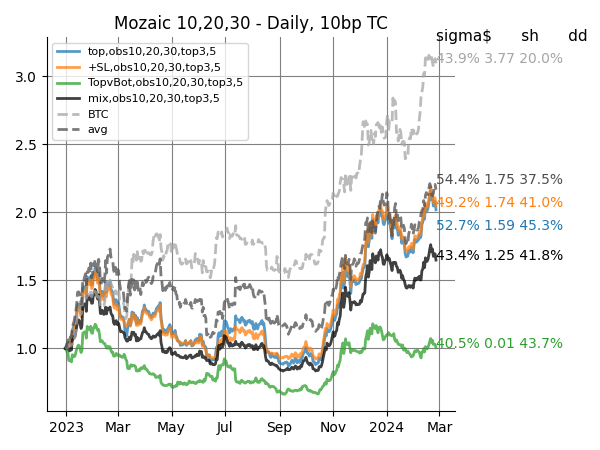 Mozaic 10,20,30 - Daily, 10bp TC
sigma$ sh dd
top,obs10,20,30,top3,5
+SL,obs10,20,30,top3,5
TopvBot,obs10,20,30,top3,5
mix,obs10,20,30,top3,5
BTC
avg
43.9% 3.77 20.0%
54.4% 1.75 37.5%
49.2% 1.74 41.0%
52.7% 1.59 45.3%
43.4% 1.25 41.8%
40.5% 0.01 43.7%
3.0
2.5
2.0
1.5
1.0
2023 Mar May Jul Sep Nov 2024 Mar